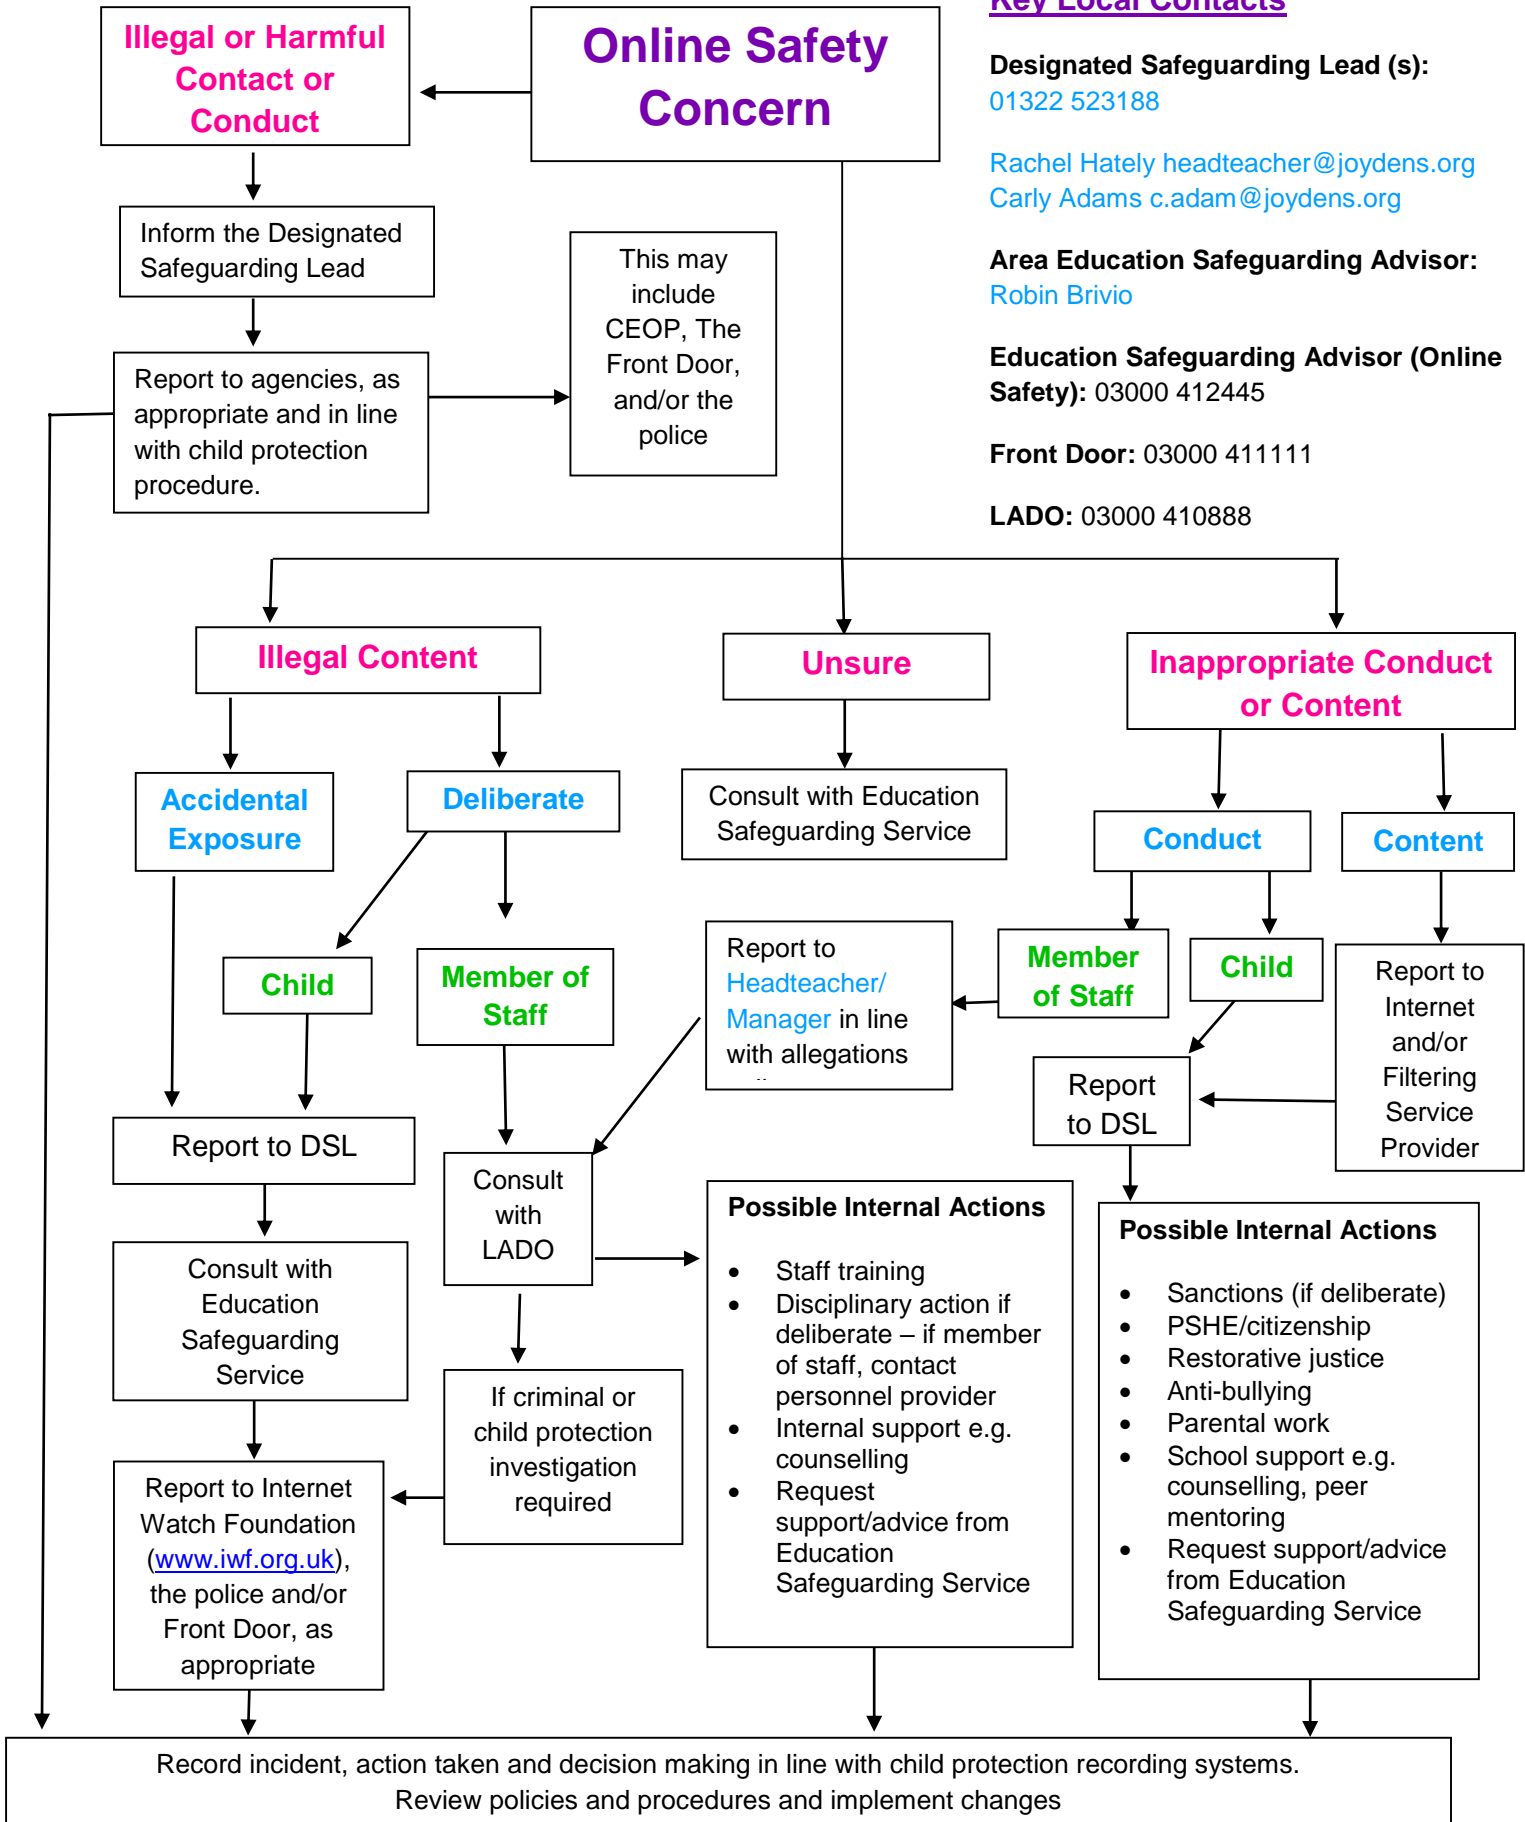 Key Local Contacts
Illegal or Harmful
Contact or
Conduct
Online Safety
Concern
Designated Safeguarding Lead (s):
01322 523188
Rachel Hately headteacher@joydens.org
Carly Adams c.adam@joydens.org
Area Education Safeguarding Advisor:
Robin Brivio
Education Safeguarding Advisor (Online
Safety): 03000 412445
Front Door: 03000 411111
LADO: 03000 410888
Inform the Designated
Safeguarding Lead
This may
include
CEOP, The
Front Door,
and/or the
police
Report to agencies, as
appropriate and in line
with child protection
procedure.
Illegal Content
Unsure
Inappropriate Conduct
or Content
Accidental
Exposure
Deliberate
Consult with Education
Safeguarding Service
Conduct
Content
Child
Member of
Staff
Report to
Headteacher/
Manager in line
with allegations
Member
of Staff
Child
Report to
Internet
and/or
Filtering
Service
Provider
Report to DSL
Report
to DSL
Consult
with
LADO
Consult with
Education
Safeguarding
Service
If criminal or
child protection
investigation
required
Report to Internet
Watch Foundation
(www.iwf.org.uk),
the police and/or
Front Door, as
appropriate
Possible Internal Actions
• Staff training
• Disciplinary action if
deliberate – if member
of staff, contact
personnel provider
• Internal support e.g.
counselling
• Request
support/advice from
Education
Safeguarding Service
Possible Internal Actions
• Sanctions (if deliberate)
• PSHE/citizenship
• Restorative justice
• Anti-bullying
• Parental work
• School support e.g.
counselling, peer
mentoring
• Request support/advice
from Education
Safeguarding Service
Record incident, action taken and decision making in line with child protection recording systems.
Review policies and procedures and implement changes